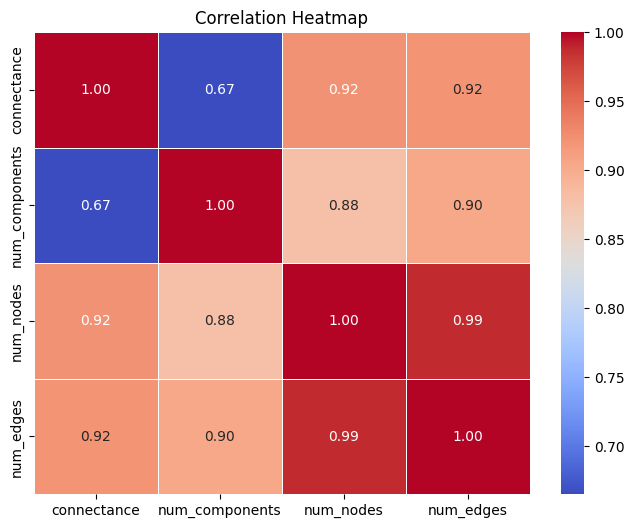 Correlation Heatmap
connectance
1.00
0.67
0.92
0.92
num_components
0.67
1.00
0.88
0.90
num_nodes
0.92
0.88
1.00
0.99
num_edges
0.92
0.90
0.99
1.00
connectance
num_components
num_nodes
num_edges
1.00
0.95
0.90
0.85
0.80
0.75
0.70